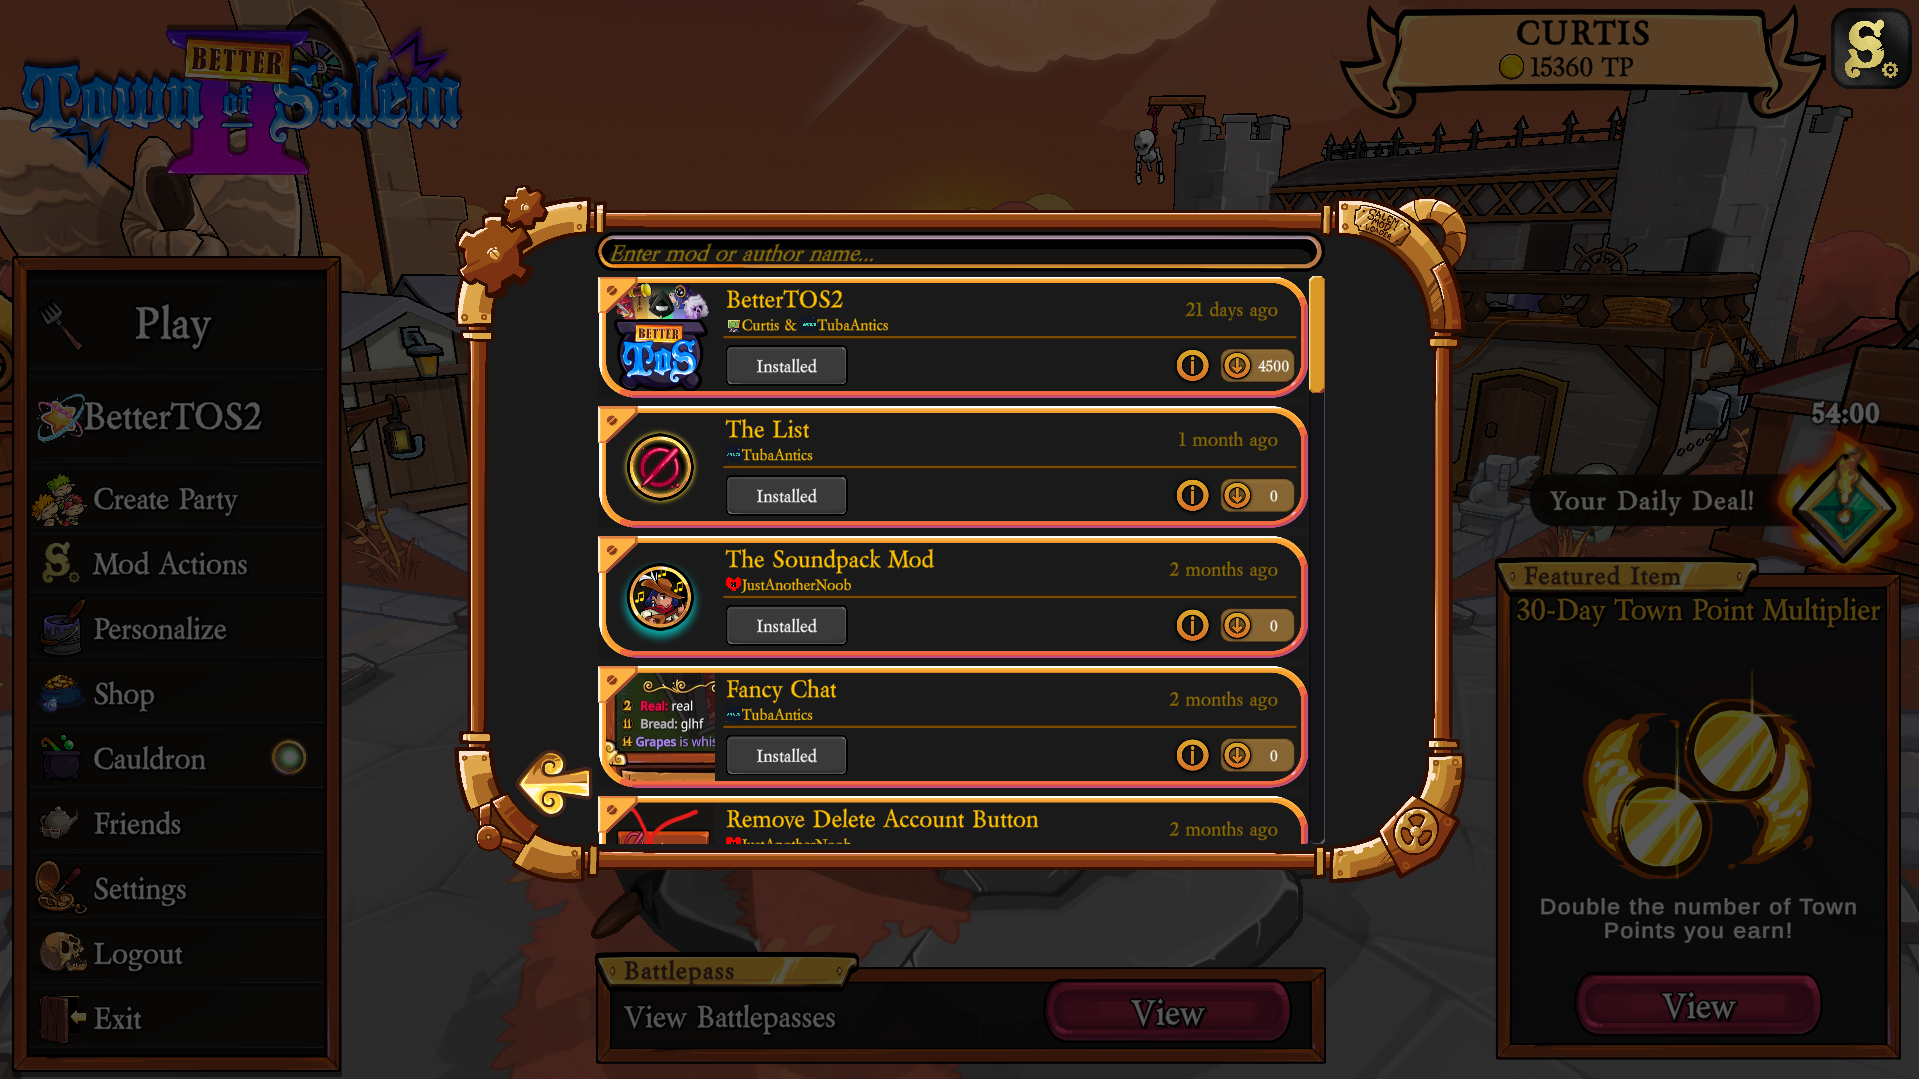 BETTER
Town of Salem
II
CURTIS
15360 TP
SALEM
MOD
LOADER
Enter mod or author name...
BetterTOS2
21 days ago
Curtis & TubaAntics
BETTER
ToS
Installed
4500
The List
1 month ago
TubaAntics
Installed
0
The Soundpack Mod
2 months ago
JustAnotherNoob
Installed
0
Fancy Chat
2 months ago
TubaAntics
2 Real: real
11 Bread: glhf
14 Grapes is whis
Installed
0
Remove Delete Account Button
2 months ago
JustAnotherNoob
Play
BetterTOS2
Create Party
Mod Actions
Personalize
Shop
Cauldron
Friends
Settings
Logout
Exit
54:00
Your Daily Deal!
Featured Item
30-Day Town Point Multiplier
Double the number of Town
Points you earn!
View
Battlepass
View Battlepasses
View